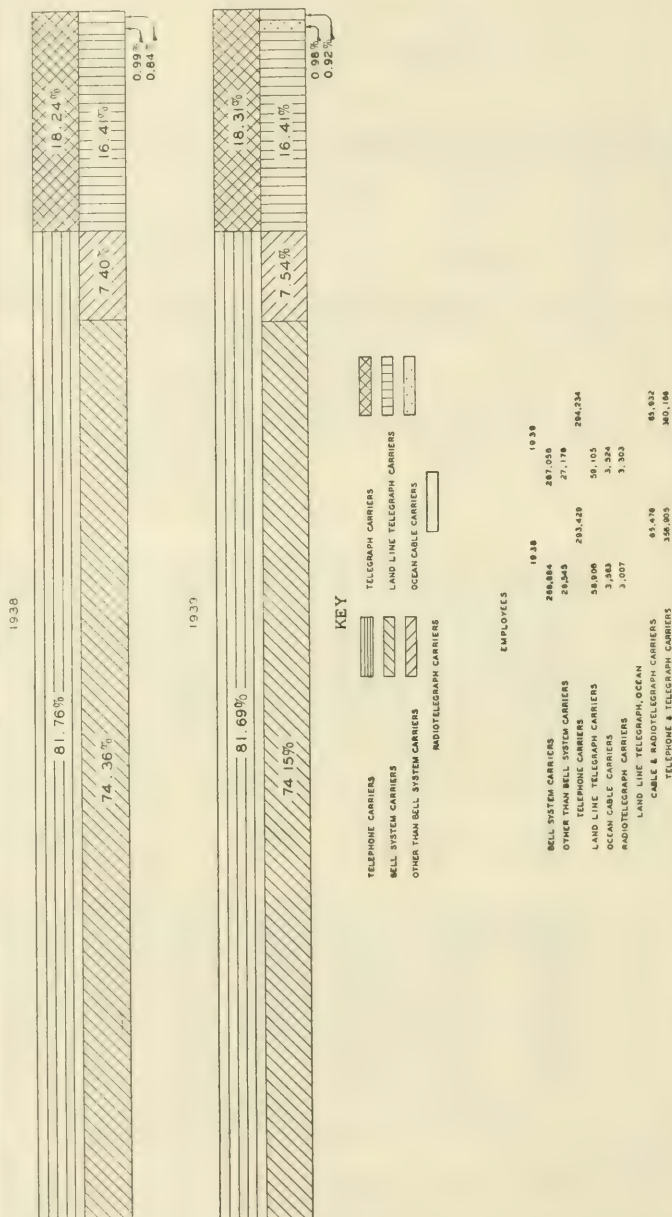 1938
81.76% 18.24%
74.36% 7.40% 16.41%
0.99%
0.84%
1939
81.69% 18.31%
74.15% 7.54% 16.41%
0.98%
0.92%
KEY
TELEPHONE CARRIERS TELEGRAPH CARRIERS
BELL SYSTEM CARRIERS LAND LINE TELEGRAPH CARRIERS
OTHER THAN BELL SYSTEM CARRIERS OCEAN CABLE CARRIERS
RADIOTELEGRAPH CARRIERS
EMPLOYEES
1938 1939
BELL SYSTEM CARRIERS 266,884 267,056
OTHER THAN BELL SYSTEM CARRIERS 26,545 27,178
TELEPHONE CARRIERS 293,429 294,234
LAND LINE TELEGRAPH CARRIERS 58,906 59,105
OCEAN CABLE CARRIERS 3,563 3,524
RADIOTELEGRAPH CARRIERS 3,007 3,303
LAND LINE TELEGRAPH, OCEAN
CABLE & RADIOTELEGRAPH CARRIERS 65,476 65,932
TELEPHONE & TELEGRAPH CARRIERS 358,905 360,166